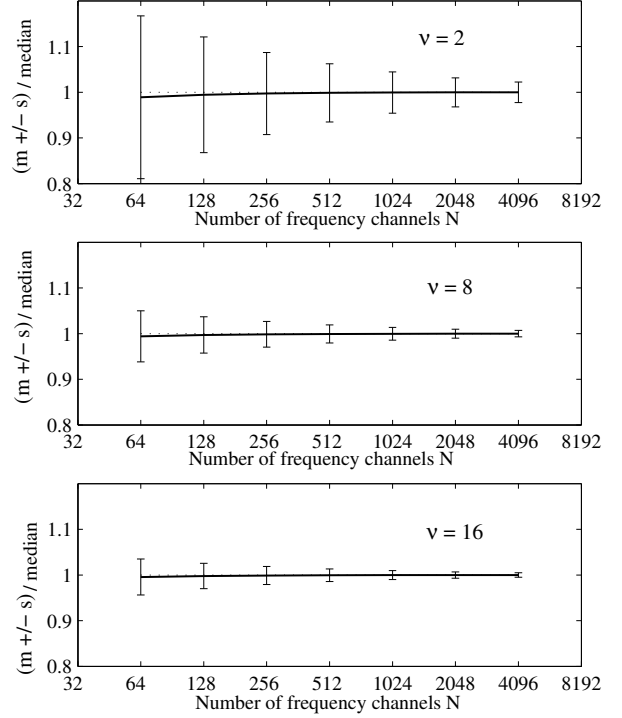 1.1
1
0.9
0.8
(m +/− s) / median
ν = 2
32 64 128 256 512 1024 2048 4096 8192
Number of frequency channels N
1.1
1
0.9
0.8
(m +/− s) / median
ν = 8
32 64 128 256 512 1024 2048 4096 8192
Number of frequency channels N
1.1
1
0.9
0.8
(m +/− s) / median
ν = 16
32 64 128 256 512 1024 2048 4096 8192
Number of frequency channels N